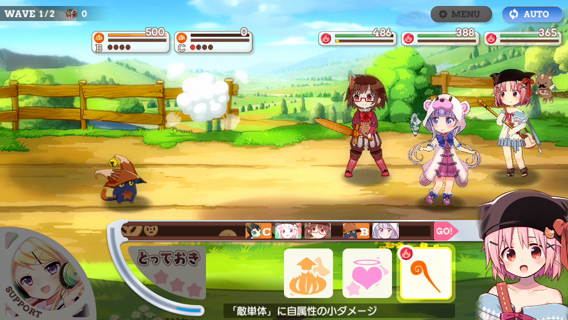 WAVE 1/2 0
MENU
AUTO
500
B
0
C
486
388
365
C
B
GO!
とっておき
SUPPORT
「敵単体」に自属性の小ダメージ